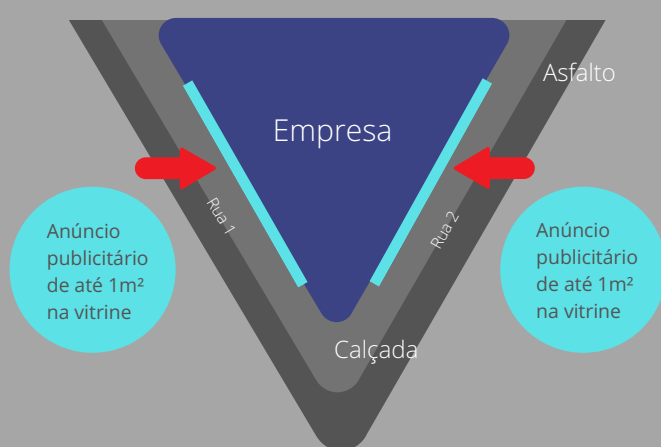 Asfalto
Empresa
Rua 1
Rua 2
Anúncio
publicitário
de até 1m²
na vitrine
Anúncio
publicitário
de até 1m²
na vitrine
Calçada